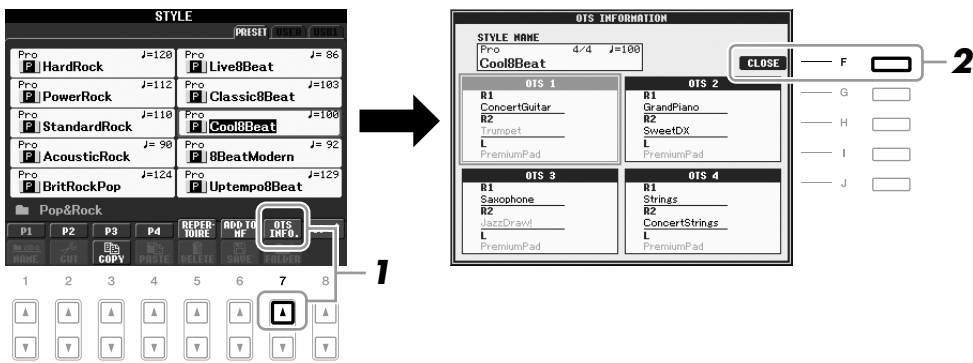 STYLE
PRESET USER USB1
Pro ♩=120
P HardRock
Pro ♩= 86
P Live8Beat
Pro ♩=112
P PowerRock
Pro ♩=103
P Classic8Beat
Pro ♩=110
P StandardRock
Pro ♩=100
P Cool8Beat
Pro ♩= 90
P AcousticRock
Pro ♩= 92
P 8BeatModern
Pro ♩=124
P BritRockPop
Pro ♩=129
P Uptempo8Beat
Pop&Rock
P1 P2 P3 P4 REPER-TOIRE ADD TO MF OTS INFO.
NAME CUT COPY PASTE DELETE SAVE FOLDER
1 2 3 4 5 6 7 8
1
OTS INFORMATION
STYLE NAME
Pro 4/4 ♩=100
Cool8Beat
CLOSE
F
2
G
H
I
J
OTS 1
R1
ConcertGuitar
R2
Trumpet
L
PremiumPad
OTS 2
R1
GrandPiano
R2
SweetDX
L
PremiumPad
OTS 3
R1
Saxophone
R2
JazzDraw!
L
PremiumPad
OTS 4
R1
Strings
R2
ConcertStrings
L
PremiumPad